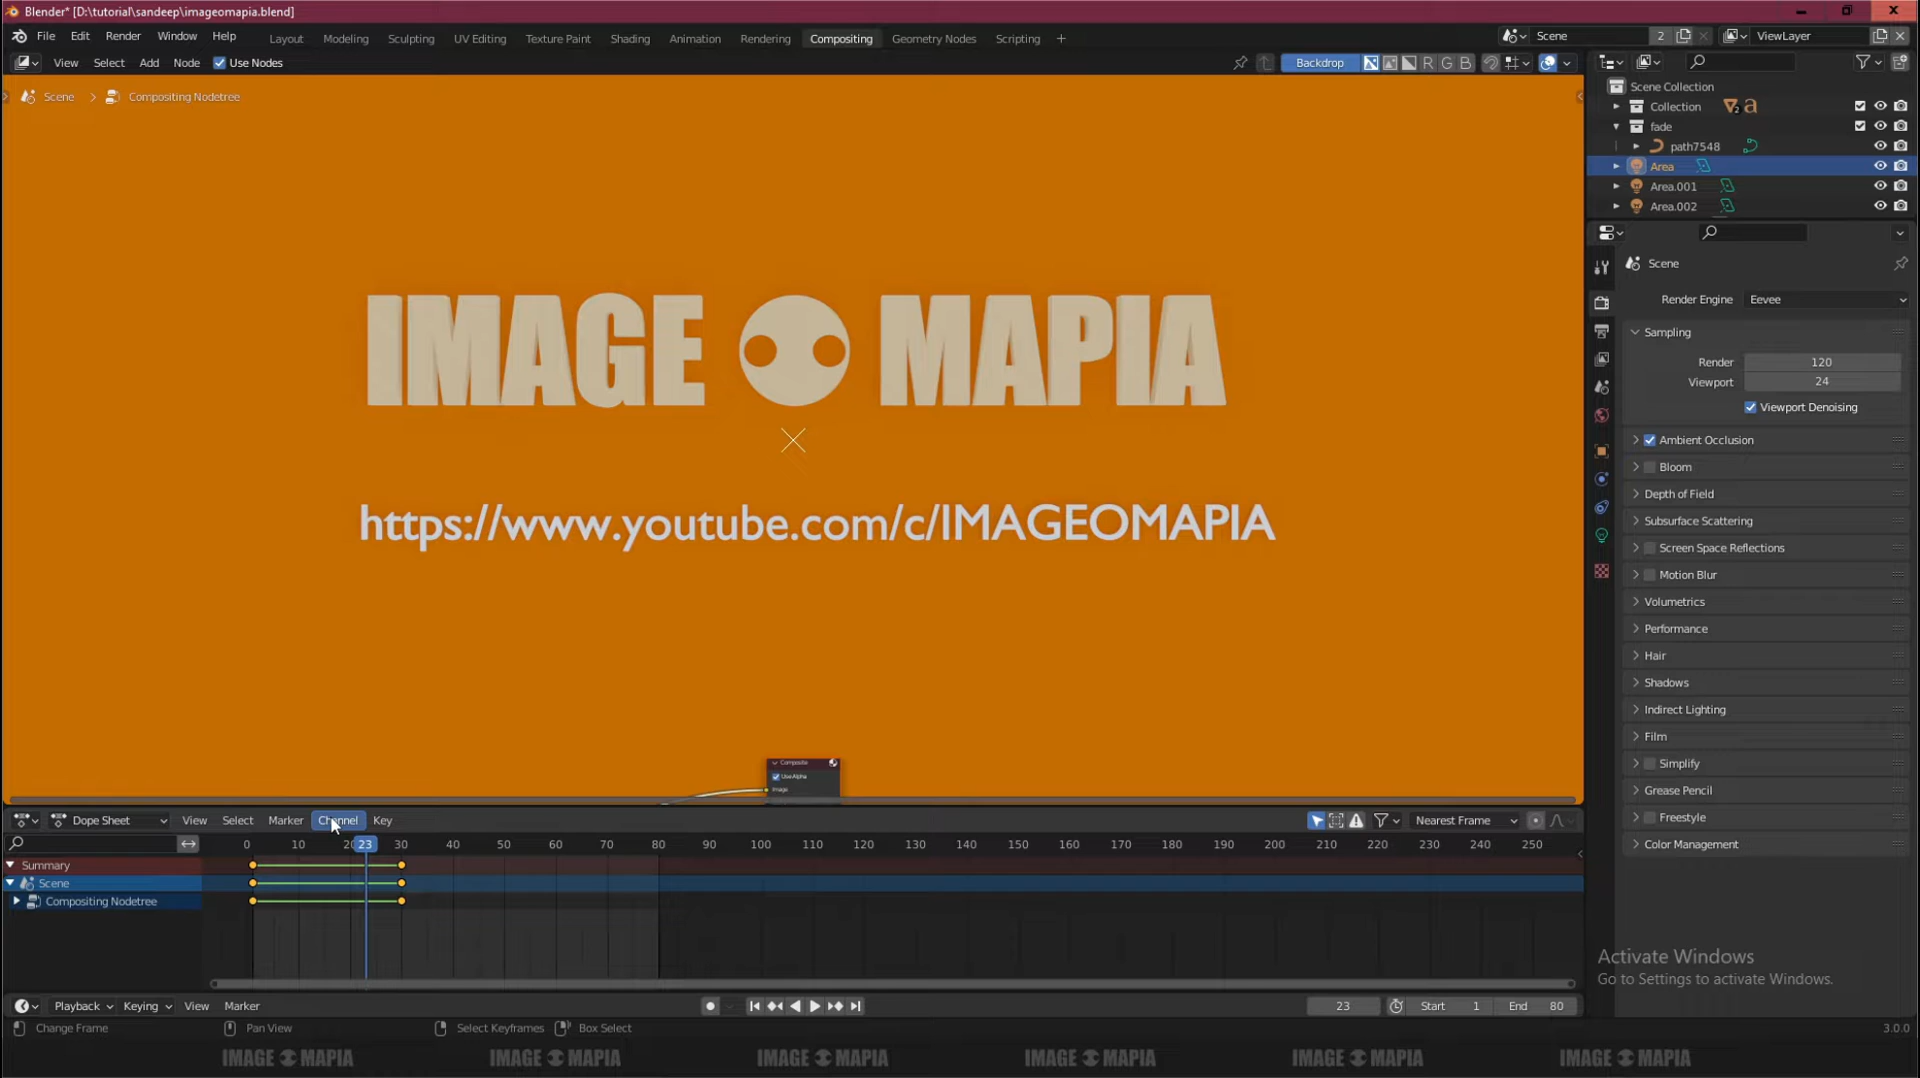 Blender* [D:\tutorial\sandeep\imageomapia.blend]
File Edit Render Window Help Layout Modeling Sculpting UV Editing Texture Paint Shading Animation Rendering Compositing Geometry Nodes Scripting + Scene 2 ViewLayer
View Select Add Node Use Nodes Backdrop R G B
Scene > Compositing Nodetree
Scene Collection
Collection 2 a
fade
path7548
Area
Area.001
Area.002
Scene
Render Engine Eevee
Sampling
Render 120
Viewport 24
Viewport Denoising
Ambient Occlusion
Bloom
Depth of Field
Subsurface Scattering
Screen Space Reflections
Motion Blur
Volumetrics
Performance
Hair
Shadows
Indirect Lighting
Film
Simplify
Grease Pencil
Freestyle
Color Management
IMAGE MAPIA
https://www.youtube.com/c/IMAGEOMAPIA
Composite
Use Alpha
Image
Dope Sheet View Select Marker Channel Key Nearest Frame
0 10 20 23 30 40 50 60 70 80 90 100 110 120 130 140 150 160 170 180 190 200 210 220 230 240 250
Summary
Scene
Compositing Nodetree
Activate Windows
Go to Settings to activate Windows.
Playback Keying View Marker 23 Start 1 End 80
Change Frame Pan View Select Keyframes Box Select 3.0.0
IMAGE MAPIA IMAGE MAPIA IMAGE MAPIA IMAGE MAPIA IMAGE MAPIA IMAGE MAPIA